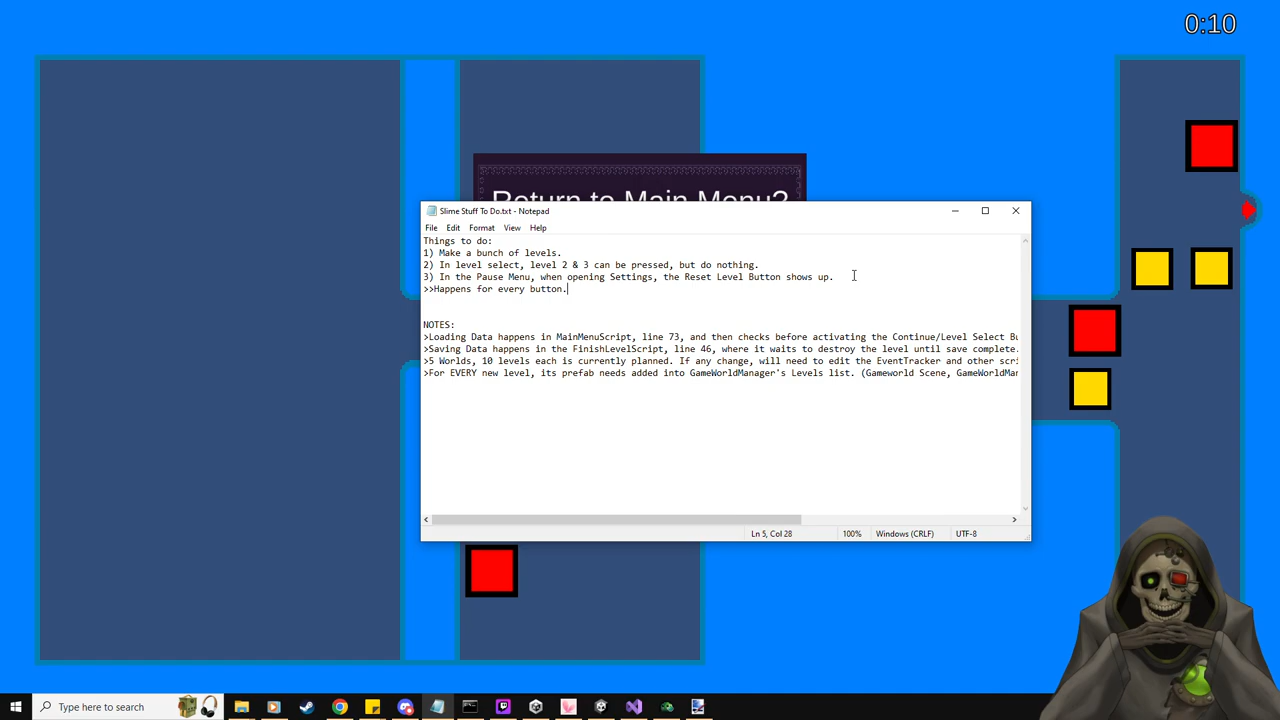 0:10
Return to Main Menu?
Slime Stuff To Do.txt - Notepad
File Edit Format View Help
Things to do:
1) Make a bunch of levels.
2) In level select, level 2 & 3 can be pressed, but do nothing.
3) In the Pause Menu, when opening Settings, the Reset Level Button shows up.
>>Happens for every button.
NOTES:
>Loading Data happens in MainMenuScript, line 73, and then checks before activating the Continue/Level Select Bu
>Saving Data happens in the FinishLevelScript, line 46, where it waits to destroy the level until save complete.
>5 Worlds, 10 levels each is currently planned. If any change, will need to edit the EventTracker and other scri
>For EVERY new level, its prefab needs added into GameWorldManager's Levels list. (Gameworld Scene, GameWorldMan
Ln 5, Col 28 100% Windows (CRLF) UTF-8
Type here to search